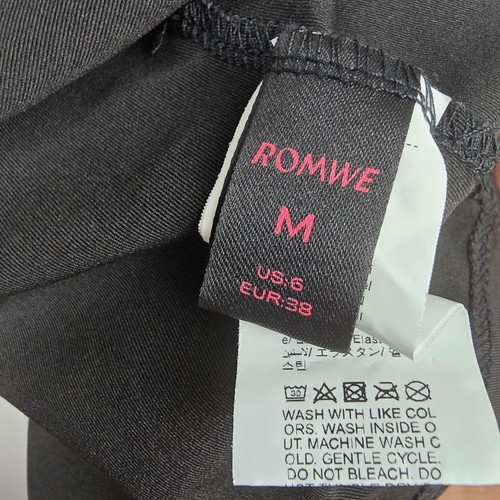 ROMWE
M
US:6
EUR:38
WASH WITH LIKE COL
ORS. WASH INSIDE O
UT. MACHINE WASH C
OLD. GENTLE CYCLE.
DO NOT BLEACH. DO